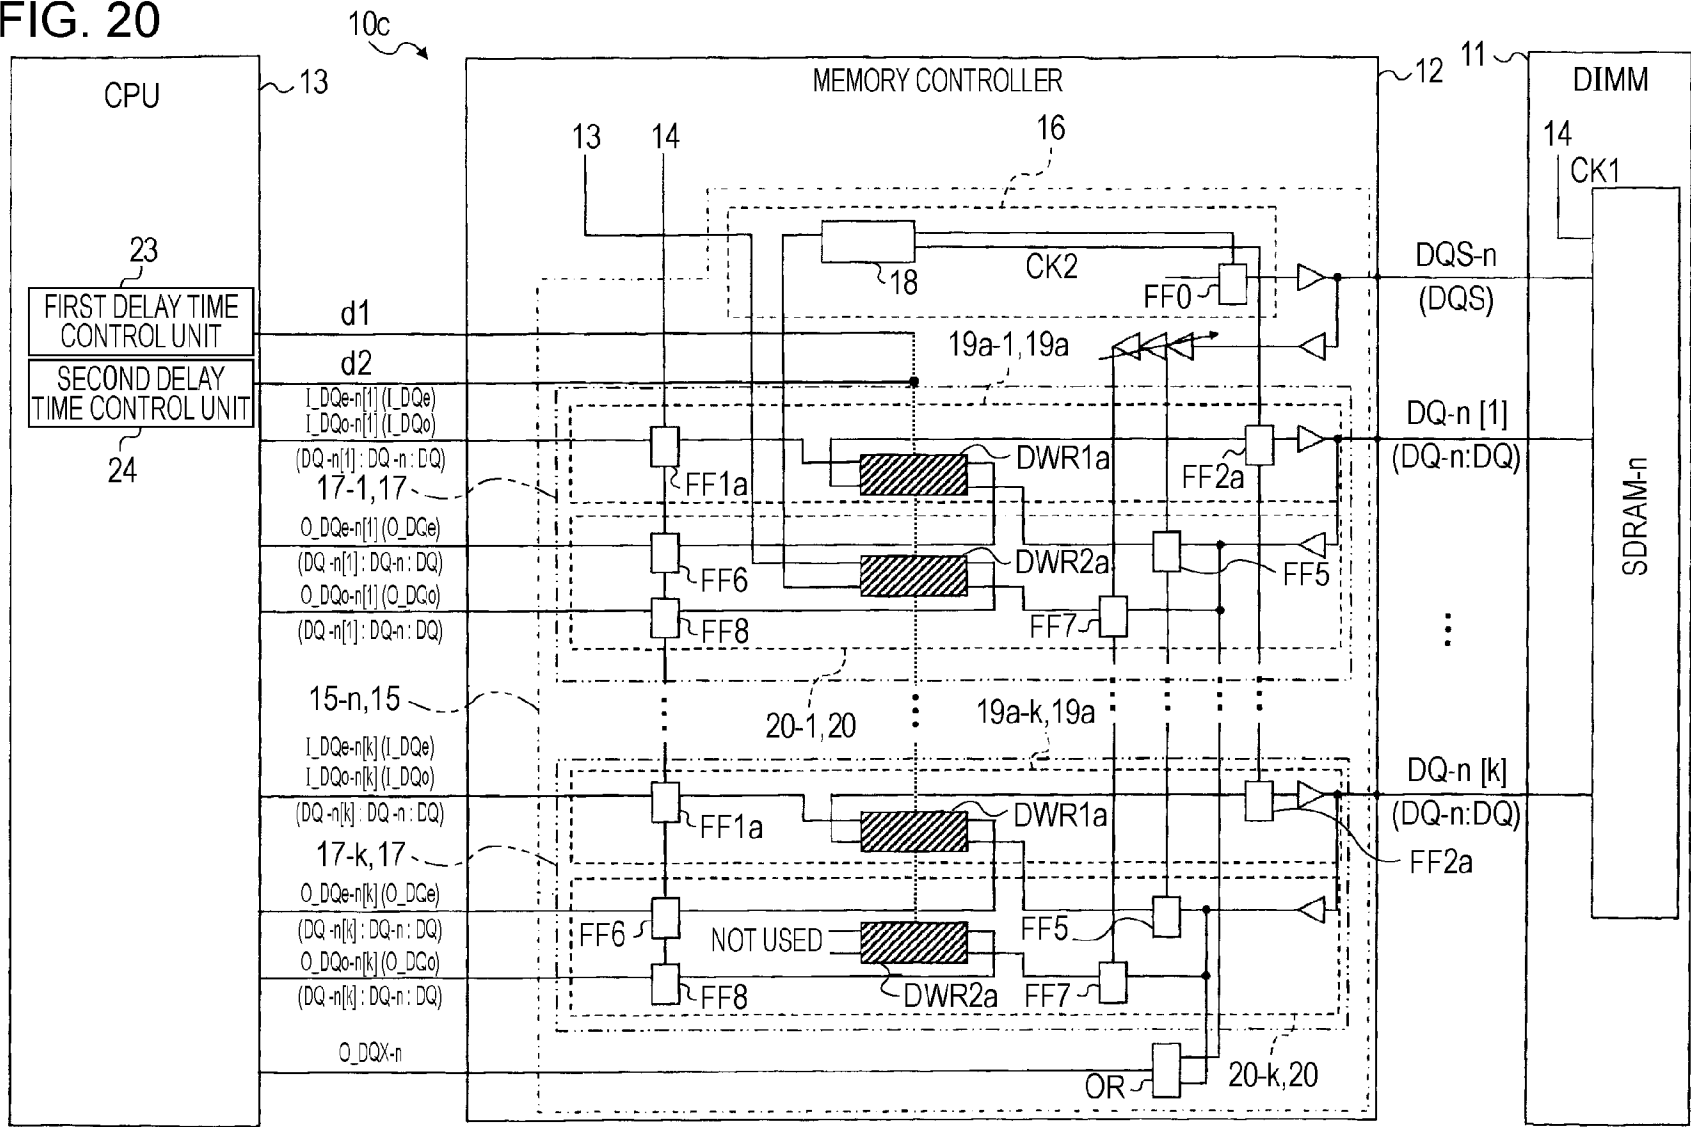 FIG. 20
10c
CPU
13
MEMORY CONTROLLER
12
11
DIMM
13
14
16
14
CK1
23
FIRST DELAY TIME
CONTROL UNIT
d1
SECOND DELAY
TIME CONTROL UNIT
d2
24
18
CK2
FF0
DQS-n
(DQS)
19a-1, 19a
I_DQe-n[1] (I_DQe)
I_DQo-n[1] (I_DQo)
(DQ-n[1] : DQ-n : DQ)
17-1, 17
FF1a
DWR1a
FF2a
DQ-n [1]
(DQ-n:DQ)
SDRAM-n
O_DQe-n[1] (O_DQe)
(DQ-n[1] : DQ-n : DQ)
FF6
DWR2a
FF5
O_DQo-n[1] (O_DQo)
(DQ-n[1] : DQ-n : DQ)
FF8
FF7
15-n, 15
20-1, 20
19a-k, 19a
I_DQe-n[k] (I_DQe)
I_DQo-n[k] (I_DQo)
(DQ-n[k] : DQ-n : DQ)
17-k, 17
FF1a
DWR1a
FF2a
DQ-n [k]
(DQ-n:DQ)
O_DQe-n[k] (O_DQe)
(DQ-n[k] : DQ-n : DQ)
FF6
NOT USED
FF5
O_DQo-n[k] (O_DQo)
(DQ-n[k] : DQ-n : DQ)
FF8
DWR2a
FF7
O_DQX-n
OR
20-k, 20